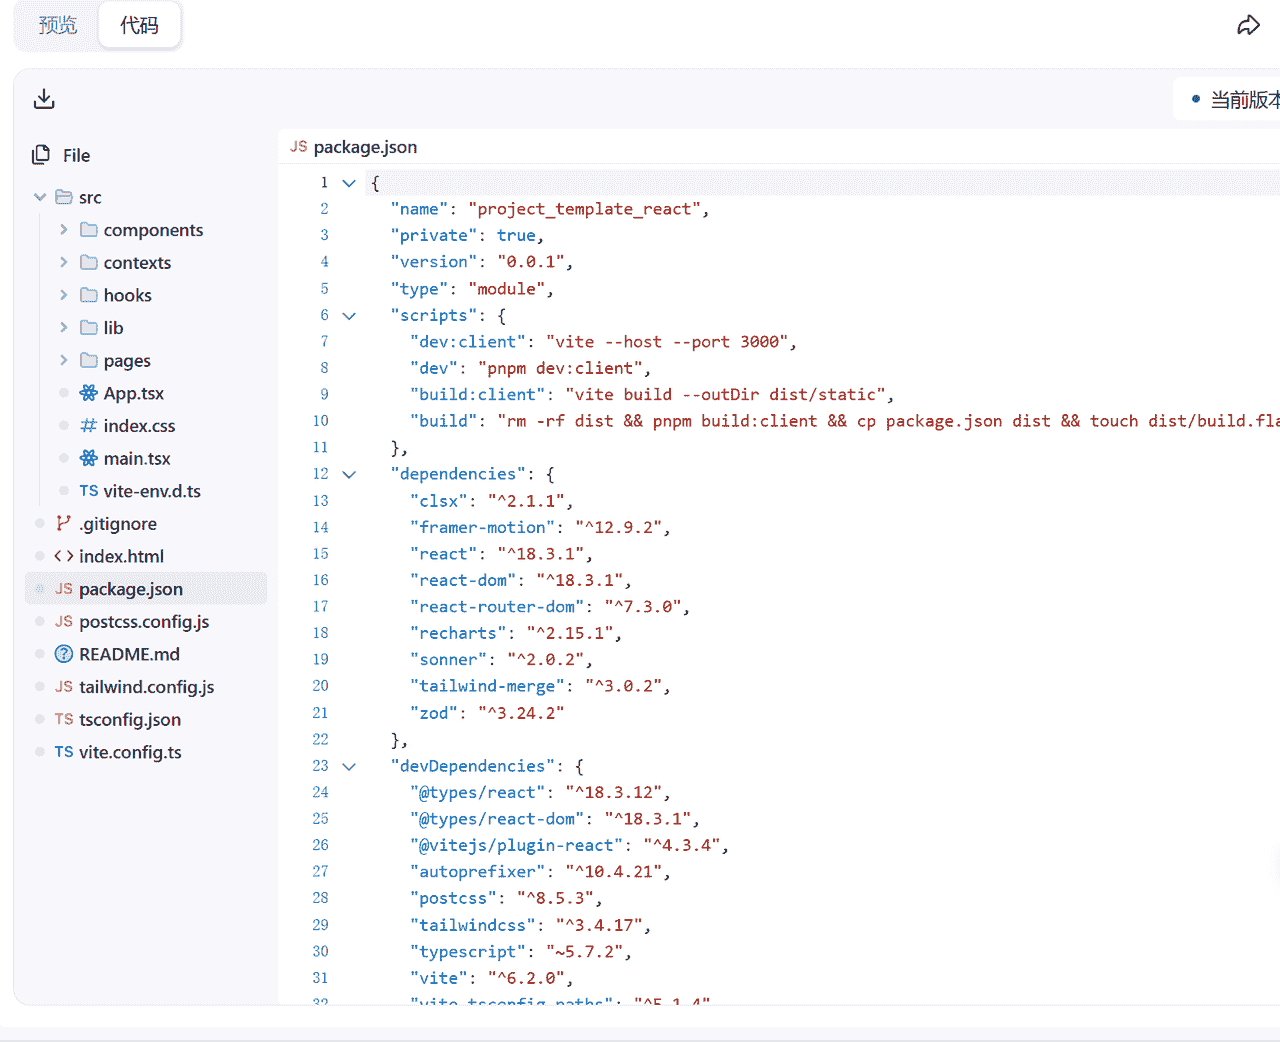 预览
代码
当前版本
File
src
components
contexts
hooks
lib
pages
App.tsx
# index.css
main.tsx
TS vite-env.d.ts
.gitignore
<> index.html
JS package.json
JS postcss.config.js
? README.md
JS tailwind.config.js
TS tsconfig.json
TS vite.config.ts
JS package.json
1 {
2 "name": "project_template_react",
3 "private": true,
4 "version": "0.0.1",
5 "type": "module",
6 "scripts": {
7 "dev:client": "vite --host --port 3000",
8 "dev": "pnpm dev:client",
9 "build:client": "vite build --outDir dist/static",
10 "build": "rm -rf dist && pnpm build:client && cp package.json dist && touch dist/build.fla
11 },
12 "dependencies": {
13 "clsx": "^2.1.1",
14 "framer-motion": "^12.9.2",
15 "react": "^18.3.1",
16 "react-dom": "^18.3.1",
17 "react-router-dom": "^7.3.0",
18 "recharts": "^2.15.1",
19 "sonner": "^2.0.2",
20 "tailwind-merge": "^3.0.2",
21 "zod": "^3.24.2"
22 },
23 "devDependencies": {
24 "@types/react": "^18.3.12",
25 "@types/react-dom": "^18.3.1",
26 "@vitejs/plugin-react": "^4.3.4",
27 "autoprefixer": "^10.4.21",
28 "postcss": "^8.5.3",
29 "tailwindcss": "^3.4.17",
30 "typescript": "~5.7.2",
31 "vite": "^6.2.0",
32 "vite-tsconfig-paths": "^5.1.4"